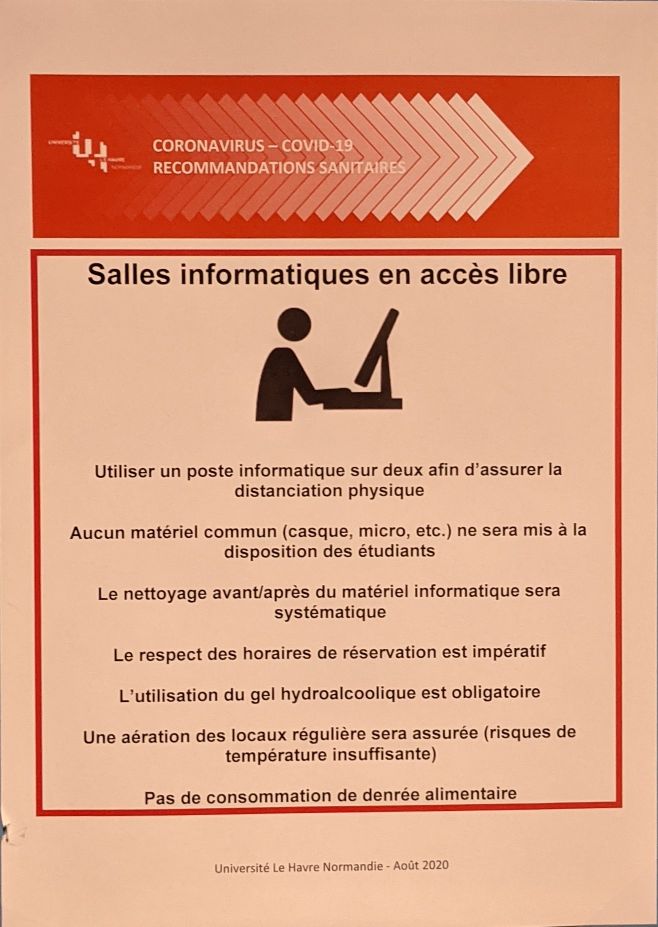 UNIVERSITÉ
LE HAVRE
NORMANDIE
CORONAVIRUS – COVID-19
RECOMMANDATIONS SANITAIRES
Salles informatiques en accès libre
Utiliser un poste informatique sur deux afin d'assurer la
distanciation physique
Aucun matériel commun (casque, micro, etc.) ne sera mis à la
disposition des étudiants
Le nettoyage avant/après du matériel informatique sera
systématique
Le respect des horaires de réservation est impératif
L'utilisation du gel hydroalcoolique est obligatoire
Une aération des locaux régulière sera assurée (risques de
température insuffisante)
Pas de consommation de denrée alimentaire
Université Le Havre Normandie - Août 2020